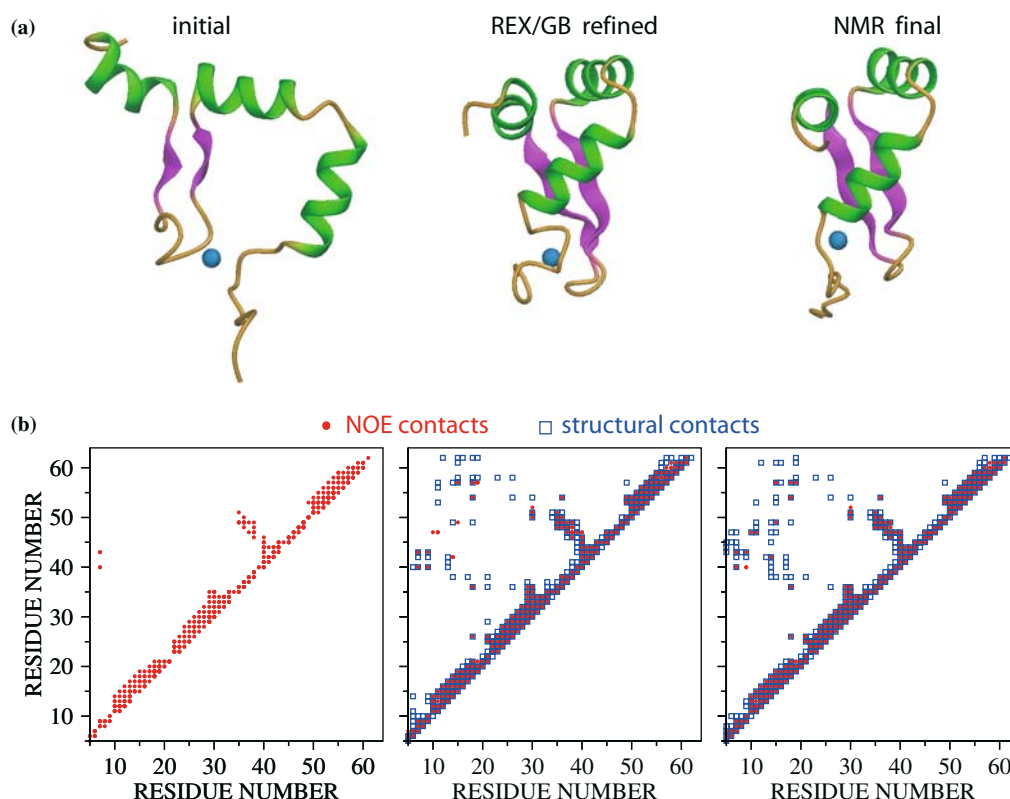 (a)
initial
REX/GB refined
NMR final
(b)
NOE contacts
structural contacts
RESIDUE NUMBER
60
50
40
30
20
10
10 20 30 40 50 60
10 20 30 40 50 60
10 20 30 40 50 60
RESIDUE NUMBER
RESIDUE NUMBER
RESIDUE NUMBER